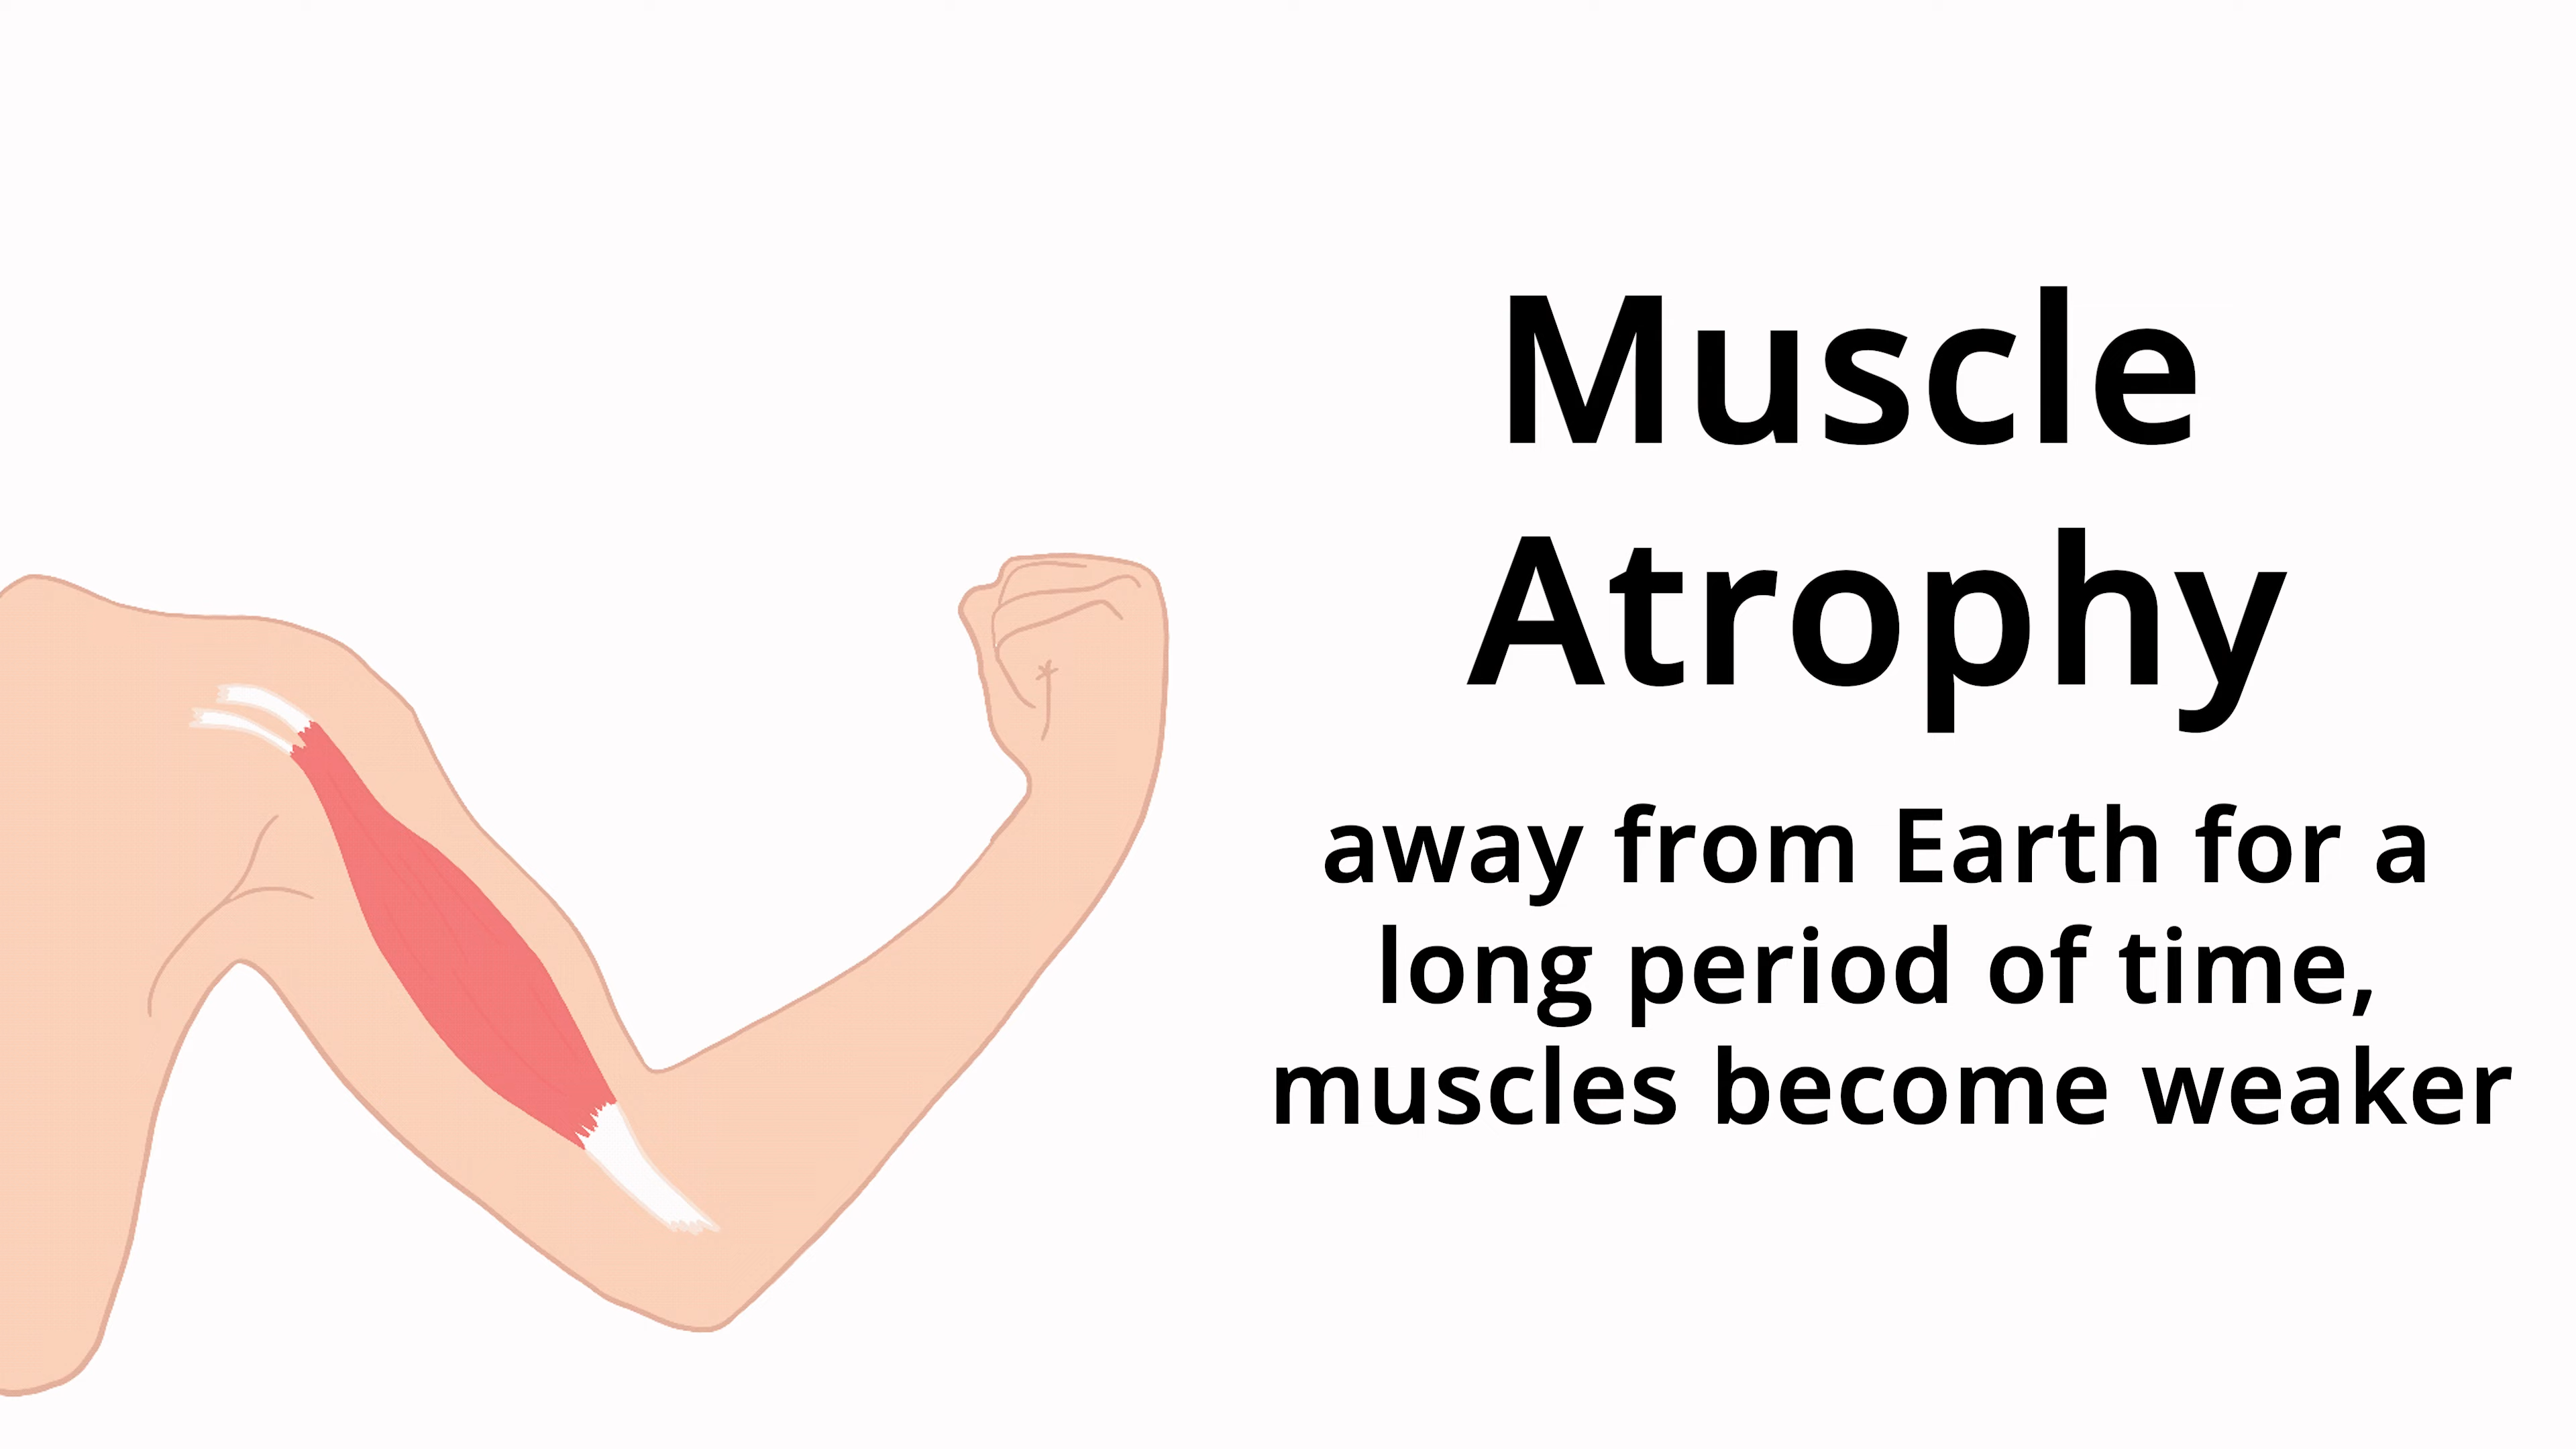 Muscle
Atrophy
away from Earth for a
long period of time,
muscles become weaker